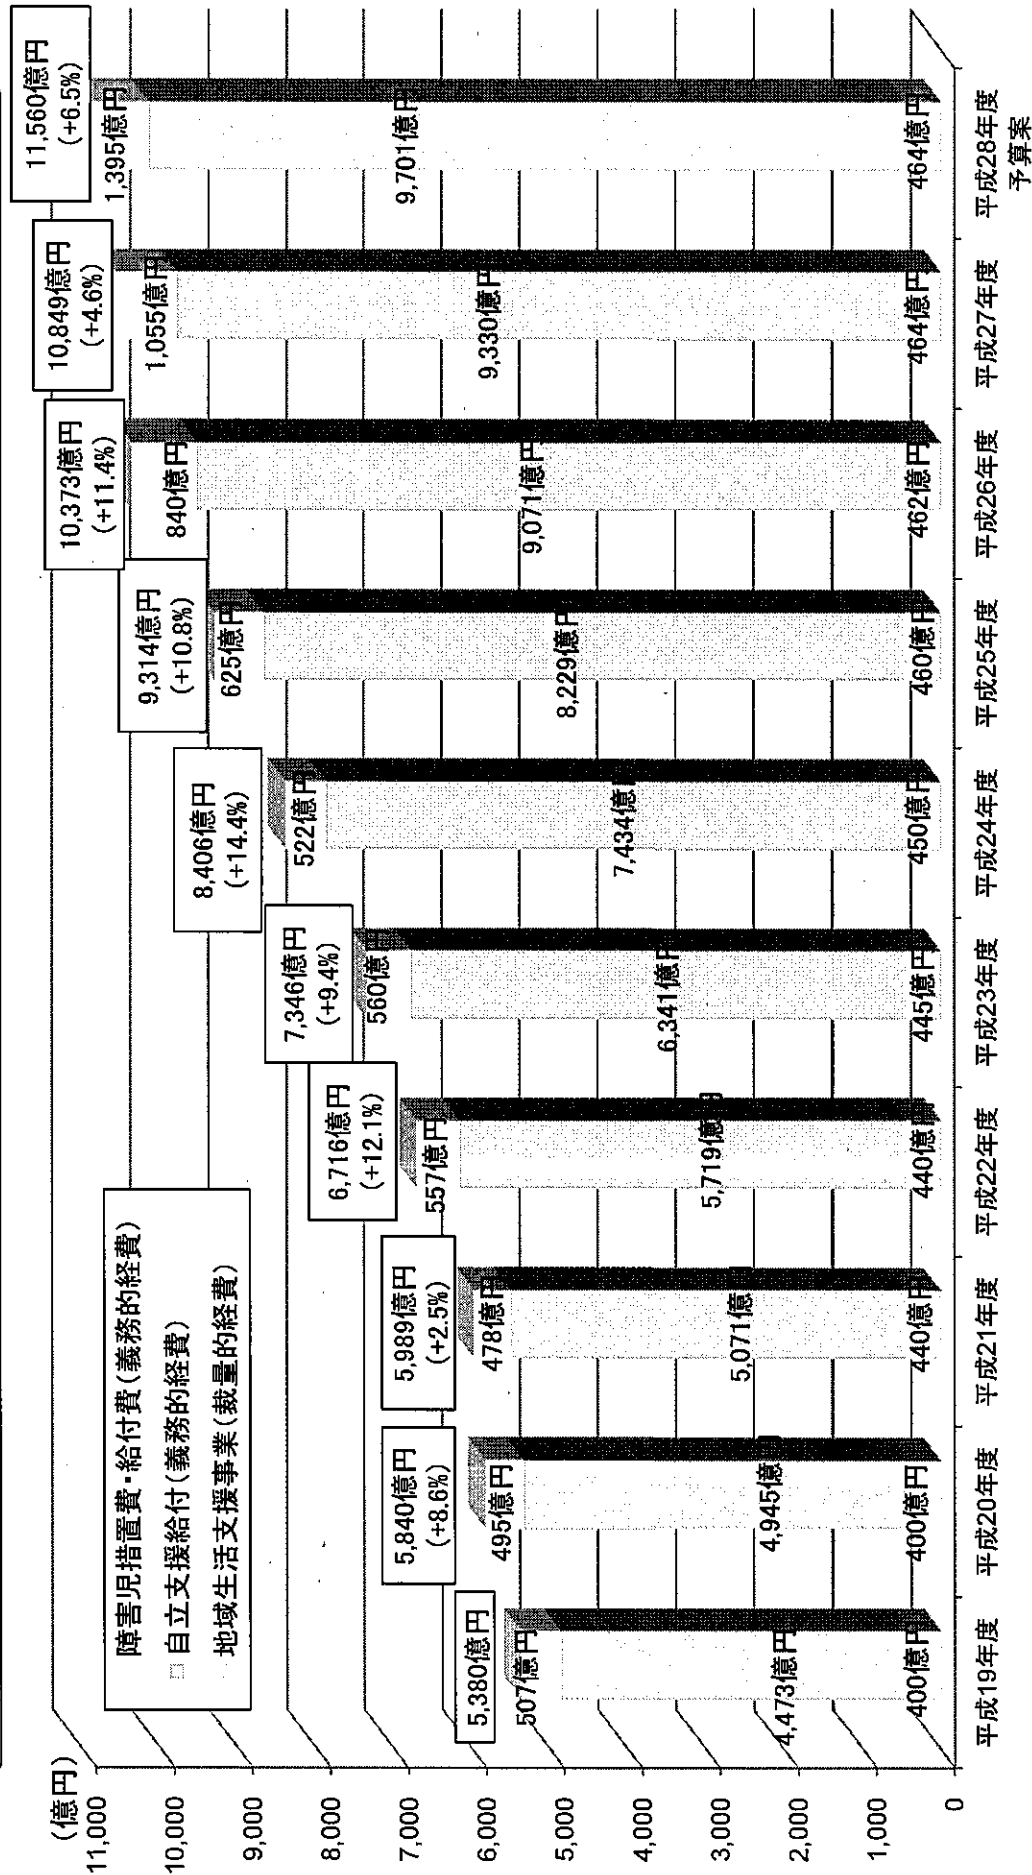 (億円)
11,000
10,000
9,000
8,000
7,000
6,000
5,000
4,000
3,000
2,000
1,000
0
障害児措置費・給付費(義務的経費)
自立支援給付(義務的経費)
地域生活支援事業(裁量的経費)
5,380億円
507億円
4,473億円
400億円
平成19年度
5,840億円
(+8.6%)
495億円
4,945億
400億円
平成20年度
5,989億円
(+2.5%)
478億円
5,071億
440億円
平成21年度
6,716億円
(+12.1%)
557億円
5,719億円
440億円
平成22年度
7,346億円
(+9.4%)
560億
6,341億円
445億円
平成23年度
8,406億円
(+14.4%)
522億円
7,434億
450億円
平成24年度
9,314億円
(+10.8%)
625億円
8,229億円
460億円
平成25年度
10,373億円
(+11.4%)
840億円
9,071億円
462億円
平成26年度
10,849億円
(+4.6%)
1,055億円
9,330億円
464億円
平成27年度
11,560億円
(+6.5%)
1,395億円
9,701億円
464億円
平成28年度
予算案